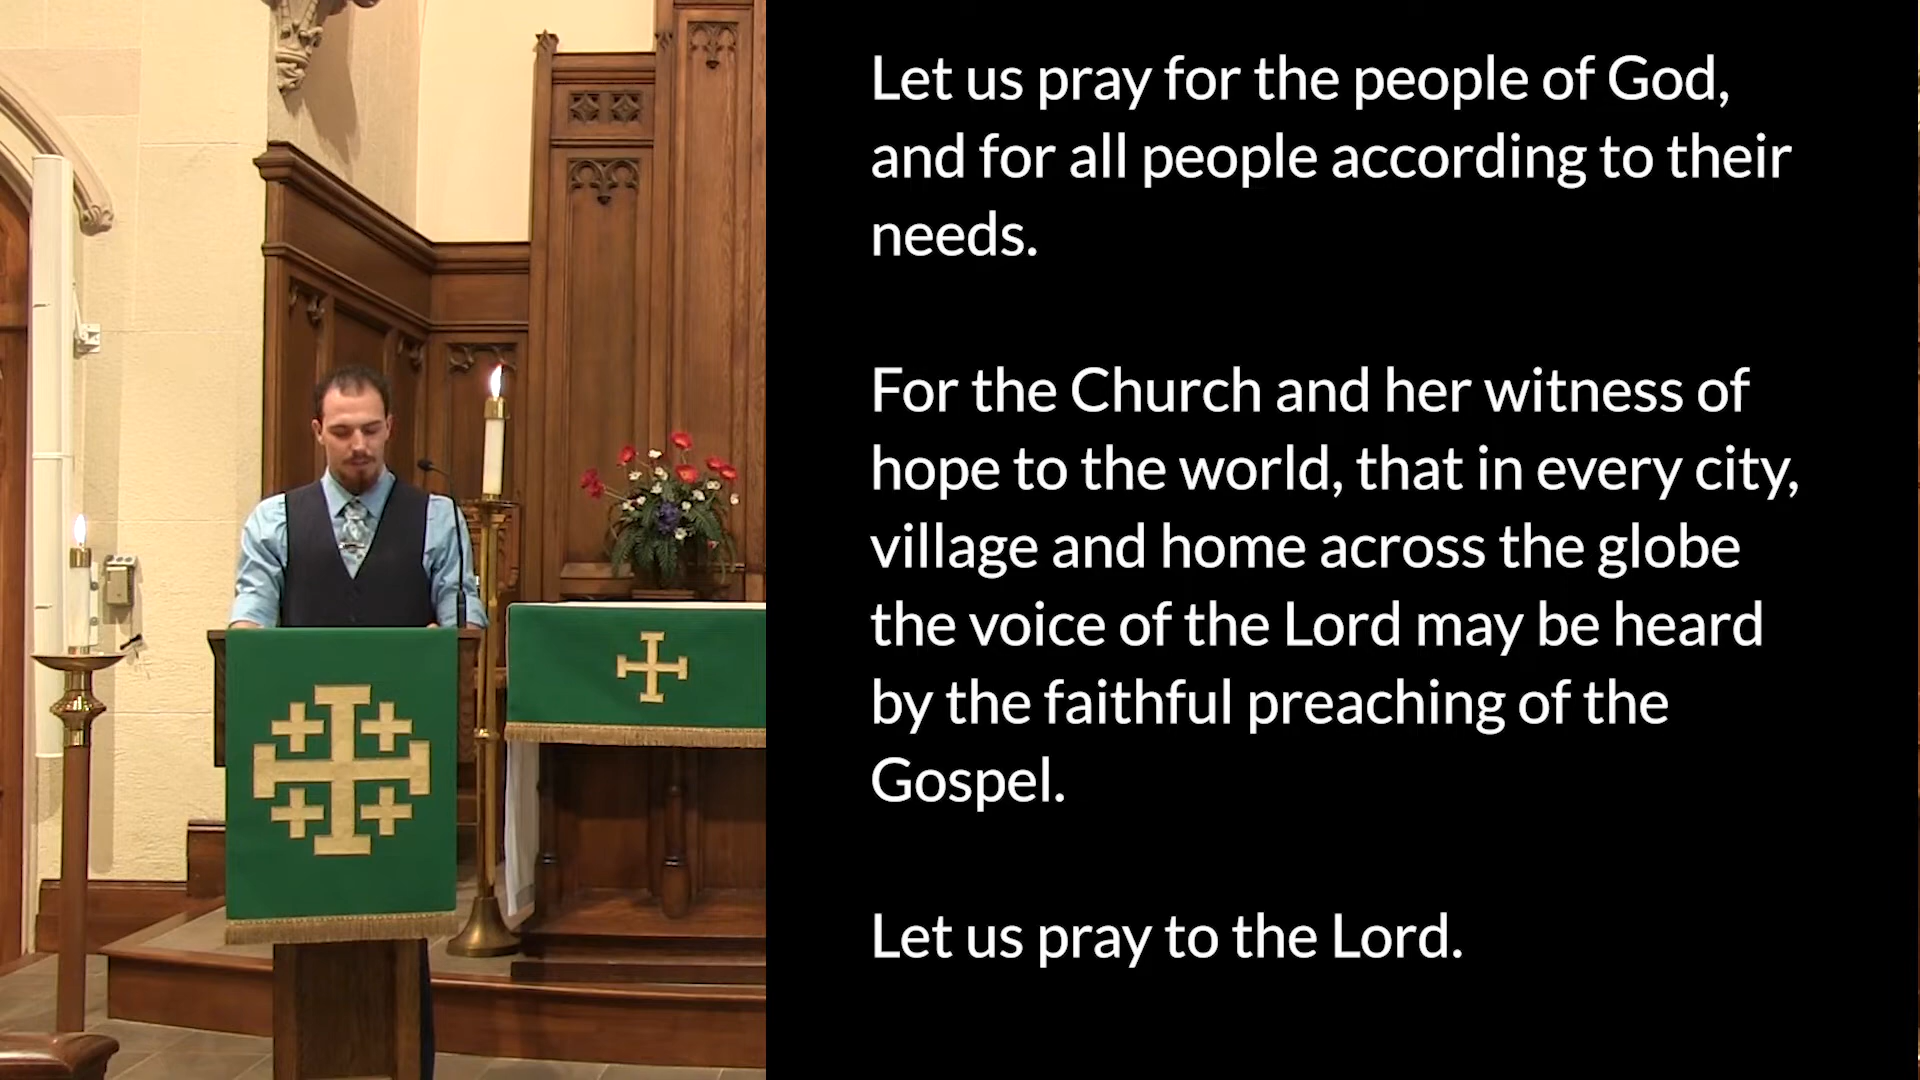 Let us pray for the people of God,
and for all people according to their
needs.
For the Church and her witness of
hope to the world, that in every city,
village and home across the globe
the voice of the Lord may be heard
by the faithful preaching of the
Gospel.
Let us pray to the Lord.